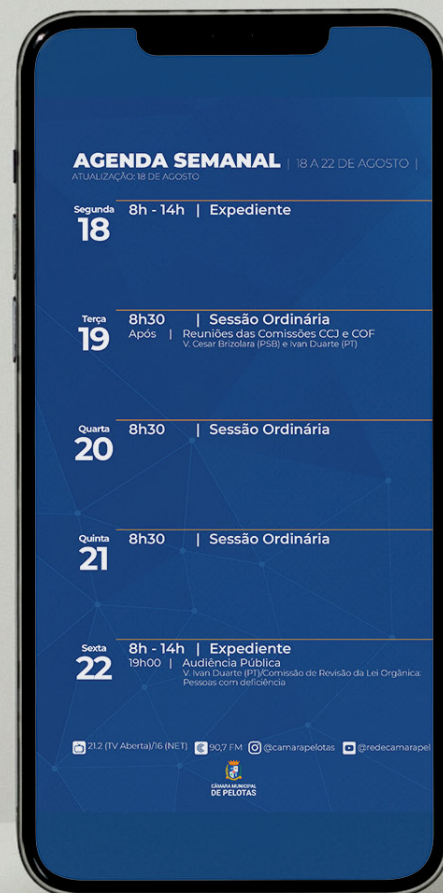 AGENDA SEMANAL | 18 A 22 DE AGOSTO |
ATUALIZAÇÃO: 18 DE AGOSTO
Segunda
18
8h - 14h | Expediente
Terça
19
8h30 | Sessão Ordinária
Após | Reuniões das Comissões CCJ e COF
V. Cesar Brizolara (PSB) e Ivan Duarte (PT)
Quarta
20
8h30 | Sessão Ordinária
Quinta
21
8h30 | Sessão Ordinária
Sexta
22
8h - 14h | Expediente
19h00 | Audiência Pública
V. Ivan Duarte (PT)/Comissão de Revisão da Lei Orgânica:
Pessoas com deficiência
21.2 (TV Aberta)/16 (NET) 90,7 FM @camarapelotas @redecamarapel
CÂMARA MUNICIPAL
DE PELOTAS